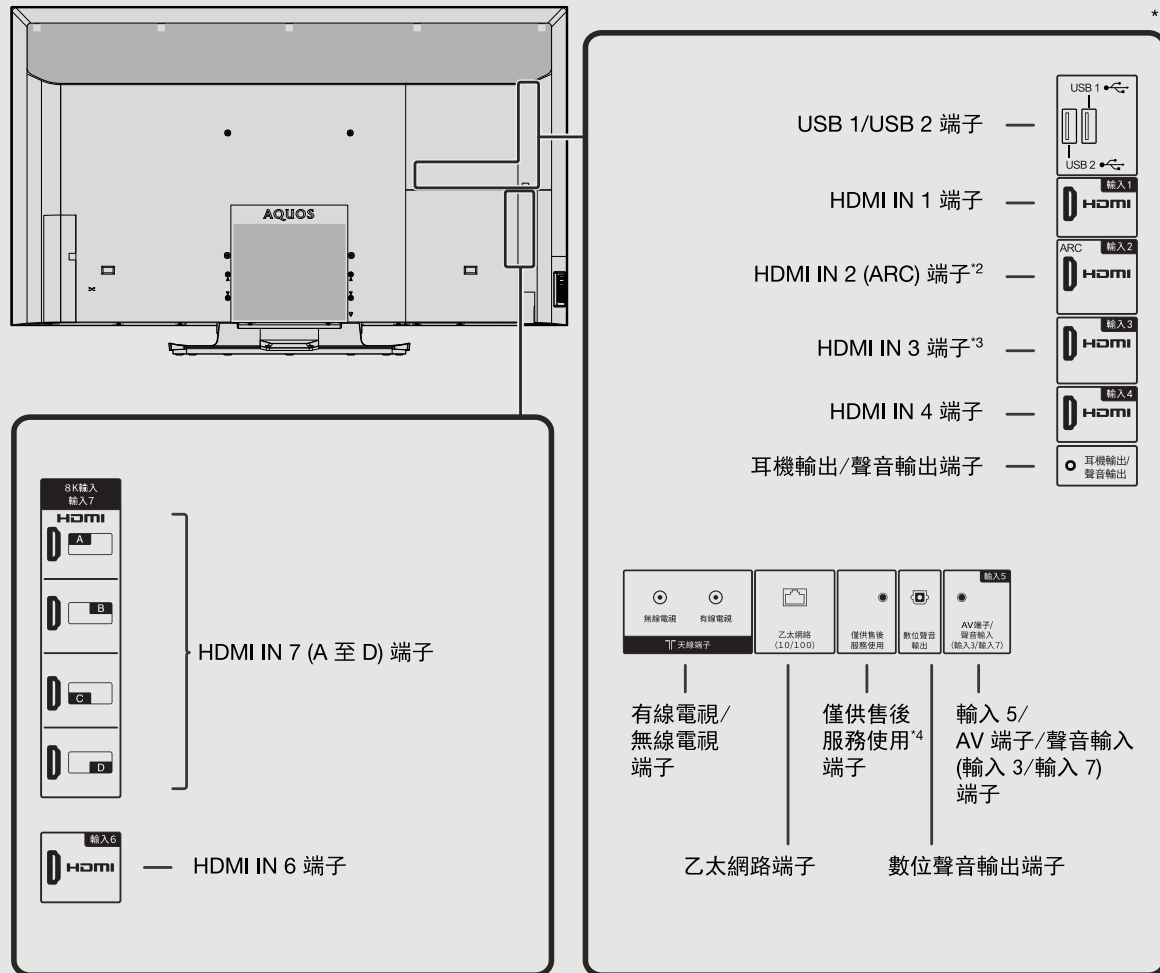 *
AQUOS
USB 1/USB 2 端子
USB 1
USB 2
HDMI IN 1 端子
輸入1
HDMI
HDMI IN 2 (ARC) 端子*2
ARC
輸入2
HDMI
HDMI IN 3 端子*3
輸入3
HDMI
HDMI IN 4 端子
輸入4
HDMI
耳機輸出/聲音輸出端子
耳機輸出/
聲音輸出
8K輸入
輸入7
HDMI
A
B
C
D
HDMI IN 7 (A 至 D) 端子
輸入6
HDMI
HDMI IN 6 端子
無線電視
有線電視
天線端子
乙太網絡
(10/100)
僅供售後
服務使用
數位聲音
輸出
輸入5
AV端子/
聲音輸入
(輸入3/輸入7)
有線電視/
無線電視
端子
僅供售後
服務使用*4
端子
輸入 5/
AV 端子/聲音輸入
(輸入 3/輸入 7)
端子
乙太網路端子
數位聲音輸出端子